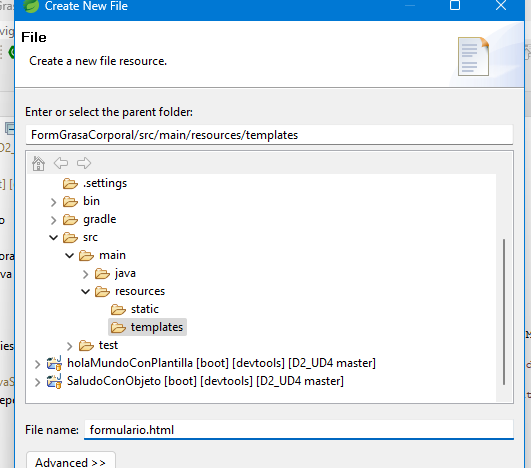 Create New File
File
Create a new file resource.
Enter or select the parent folder:
FormGrasaCorporal/src/main/resources/templates
.settings
bin
gradle
src
main
java
resources
static
templates
test
holaMundoConPlantilla [boot] [devtools] [D2_UD4 master]
SaludoConObjeto [boot] [devtools] [D2_UD4 master]
File name: formulario.html
Advanced >>